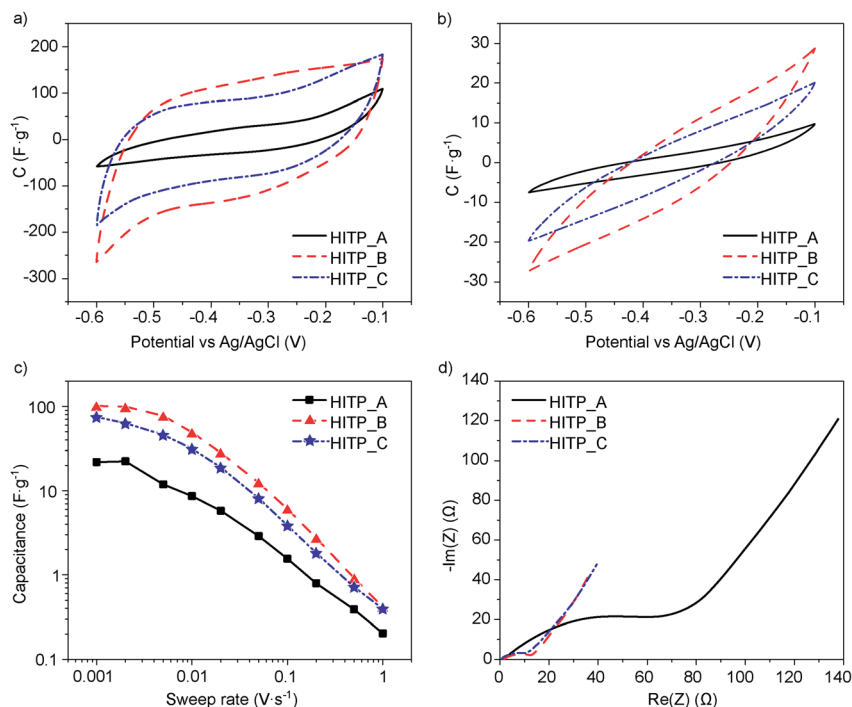 a)
200
100
0
-100
-200
-300
C (F·g⁻¹)
HITP_A
HITP_B
HITP_C
-0.6 -0.5 -0.4 -0.3 -0.2 -0.1
Potential vs Ag/AgCl (V)
b)
30
20
10
0
-10
-20
-30
C (F·g⁻¹)
HITP_A
HITP_B
HITP_C
-0.6 -0.5 -0.4 -0.3 -0.2 -0.1
Potential vs Ag/AgCl (V)
c)
100
10
1
0.1
Capacitance (F·g⁻¹)
HITP_A
HITP_B
HITP_C
0.001 0.01 0.1 1
Sweep rate (V·s⁻¹)
d)
140
120
100
80
60
40
20
0
-Im(Z) (Ω)
HITP_A
HITP_B
HITP_C
0 20 40 60 80 100 120 140
Re(Z) (Ω)